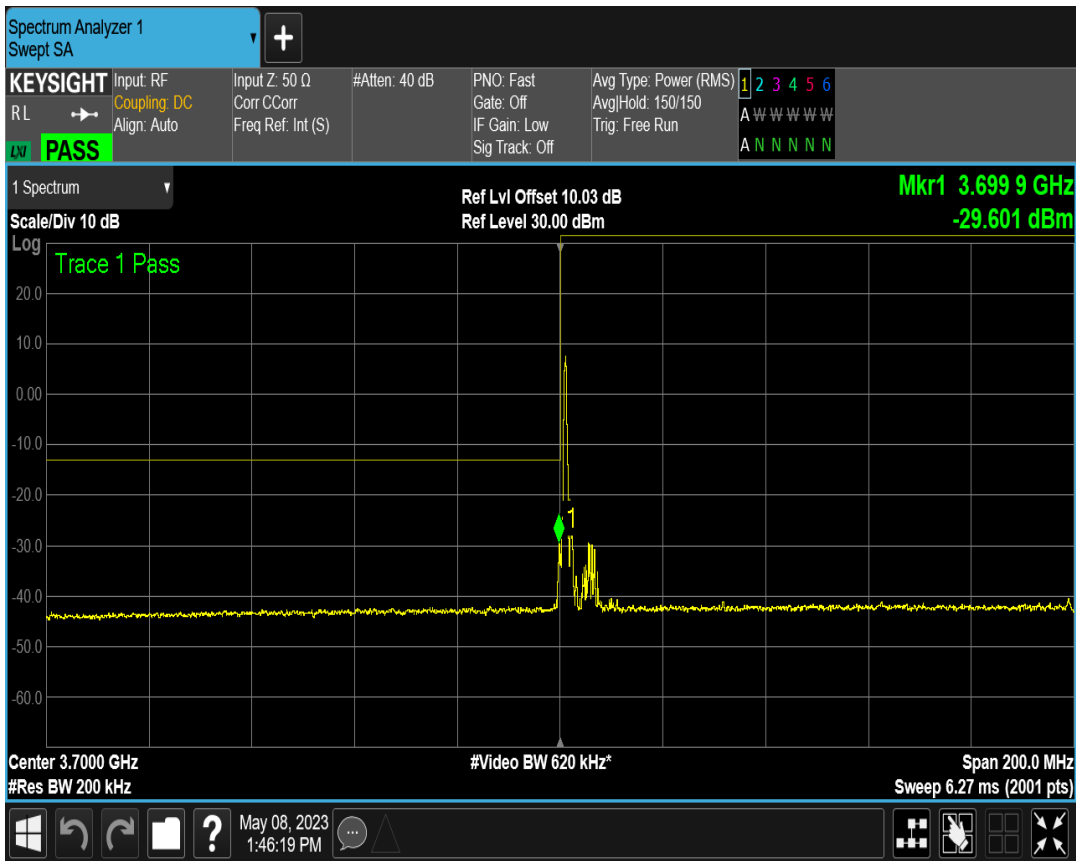 Spectrum Analyzer 1
Swept SA
+
KEYSIGHT
RL
LXI PASS
Input: RF
Coupling: DC
Align: Auto
Input Z: 50 Ω
Corr CCorr
Freq Ref: Int (S)
#Atten: 40 dB
PNO: Fast
Gate: Off
IF Gain: Low
Sig Track: Off
Avg Type: Power (RMS)
Avg|Hold: 150/150
Trig: Free Run
1 2 3 4 5 6
A W W W W W
A N N N N N
1 Spectrum
Scale/Div 10 dB
Ref Lvl Offset 10.03 dB
Ref Level 30.00 dBm
Mkr1 3.699 9 GHz
-29.601 dBm
Log
Trace 1 Pass
20.0
10.0
0.00
-10.0
-20.0
1
-30.0
-40.0
-50.0
-60.0
Center 3.7000 GHz
#Res BW 200 kHz
#Video BW 620 kHz*
Span 200.0 MHz
Sweep 6.27 ms (2001 pts)
?
May 08, 2023
1:46:19 PM